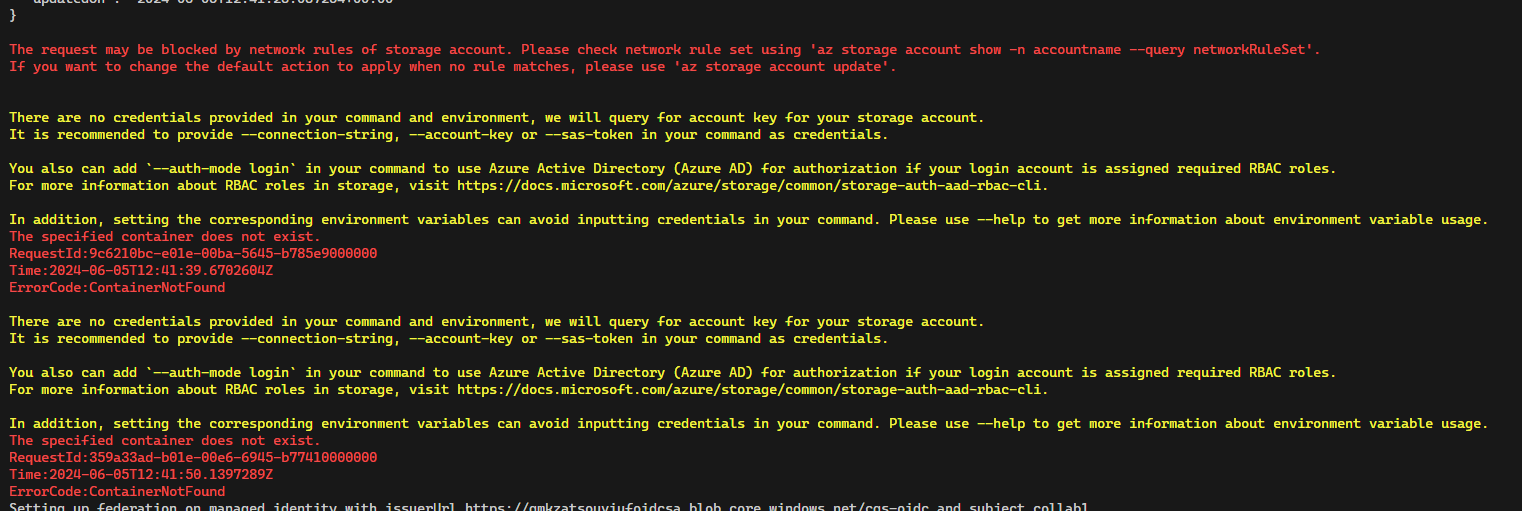 }
The request may be blocked by network rules of storage account. Please check network rule set using 'az storage account show -n accountname --query networkRuleSet'.
If you want to change the default action to apply when no rule matches, please use 'az storage account update'.
There are no credentials provided in your command and environment, we will query for account key for your storage account.
It is recommended to provide --connection-string, --account-key or --sas-token in your command as credentials.
You also can add `--auth-mode login` in your command to use Azure Active Directory (Azure AD) for authorization if your login account is assigned required RBAC roles.
For more information about RBAC roles in storage, visit https://docs.microsoft.com/azure/storage/common/storage-auth-aad-rbac-cli.
In addition, setting the corresponding environment variables can avoid inputting credentials in your command. Please use --help to get more information about environment variable usage.
The specified container does not exist.
RequestId:9c6210bc-e01e-00ba-5645-b785e9000000
Time:2024-06-05T12:41:39.6702604Z
ErrorCode:ContainerNotFound
There are no credentials provided in your command and environment, we will query for account key for your storage account.
It is recommended to provide --connection-string, --account-key or --sas-token in your command as credentials.
You also can add `--auth-mode login` in your command to use Azure Active Directory (Azure AD) for authorization if your login account is assigned required RBAC roles.
For more information about RBAC roles in storage, visit https://docs.microsoft.com/azure/storage/common/storage-auth-aad-rbac-cli.
In addition, setting the corresponding environment variables can avoid inputting credentials in your command. Please use --help to get more information about environment variable usage.
The specified container does not exist.
RequestId:359a33ad-b01e-00e6-6945-b77410000000
Time:2024-06-05T12:41:50.1397289Z
ErrorCode:ContainerNotFound
Setting up federation on managed identity with issuerUrl and subject